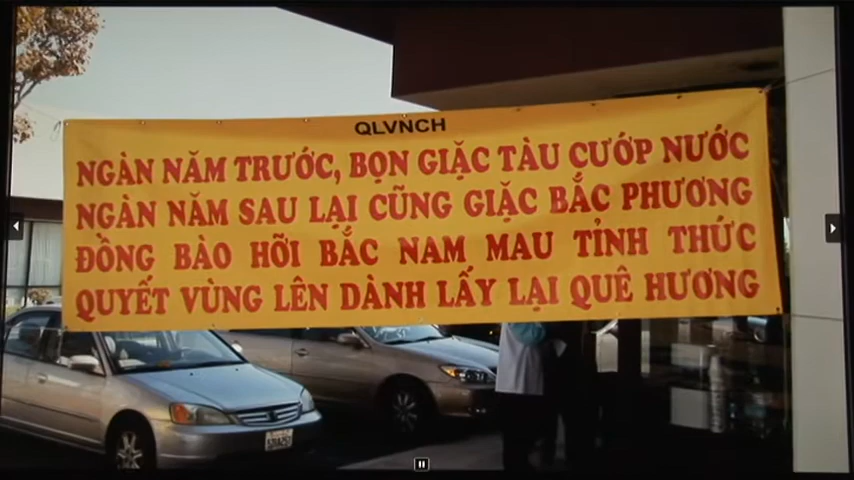 QLVNCH
NGÀN NĂM TRƯỚC, BỌN GIẶC TÀU CƯỚP NƯỚC
NGÀN NĂM SAU LẠI CŨNG GIẶC BẮC PHƯƠNG
ĐỒNG BÀO HỠI BẮC NAM MAU TỈNH THỨC
QUYẾT VÙNG LÊN DÀNH LẤY LẠI QUÊ HƯƠNG